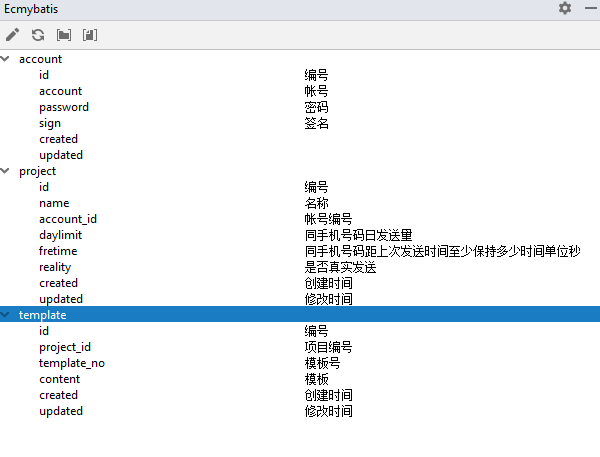 Ecmybatis
account
id 编号
account 帐号
password 密码
sign 签名
created
updated
project
id 编号
name 名称
account_id 帐号编号
daylimit 同手机号码日发送量
fretime 同手机号码距上次发送时间至少保持多少时间单位秒
reality 是否真实发送
created 创建时间
updated 修改时间
template
id 编号
project_id 项目编号
template_no 模板号
content 模板
created 创建时间
updated 修改时间